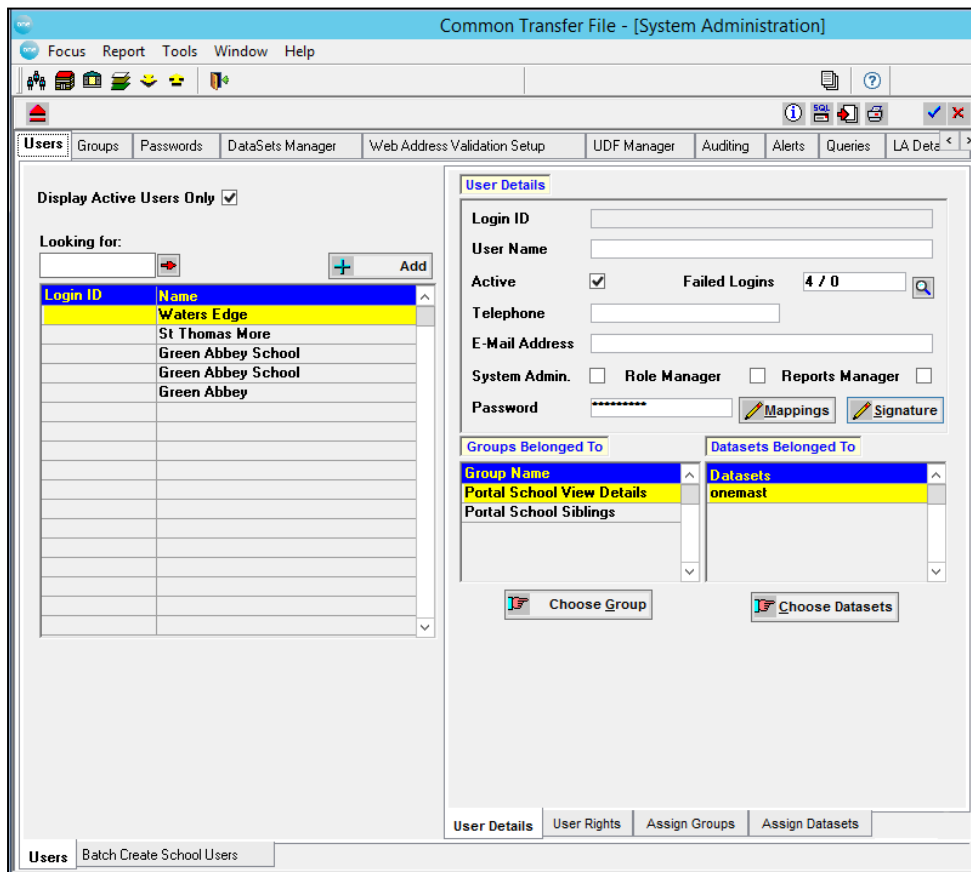 Common Transfer File - [System Administration]
one Focus Report Tools Window Help
SQL
Users Groups Passwords DataSets Manager Web Address Validation Setup UDF Manager Auditing Alerts Queries LA Deta
Display Active Users Only
Looking for:
Add
Login ID Name
Waters Edge
St Thomas More
Green Abbey School
Green Abbey School
Green Abbey
User Details
Login ID
User Name
Active Failed Logins 4 / 0
Telephone
E-Mail Address
System Admin. Role Manager Reports Manager
Password ********* Mappings Signature
Groups Belonged To Datasets Belonged To
Group Name Datasets
Portal School View Details onemast
Portal School Siblings
Choose Group Choose Datasets
User Details User Rights Assign Groups Assign Datasets
Users Batch Create School Users